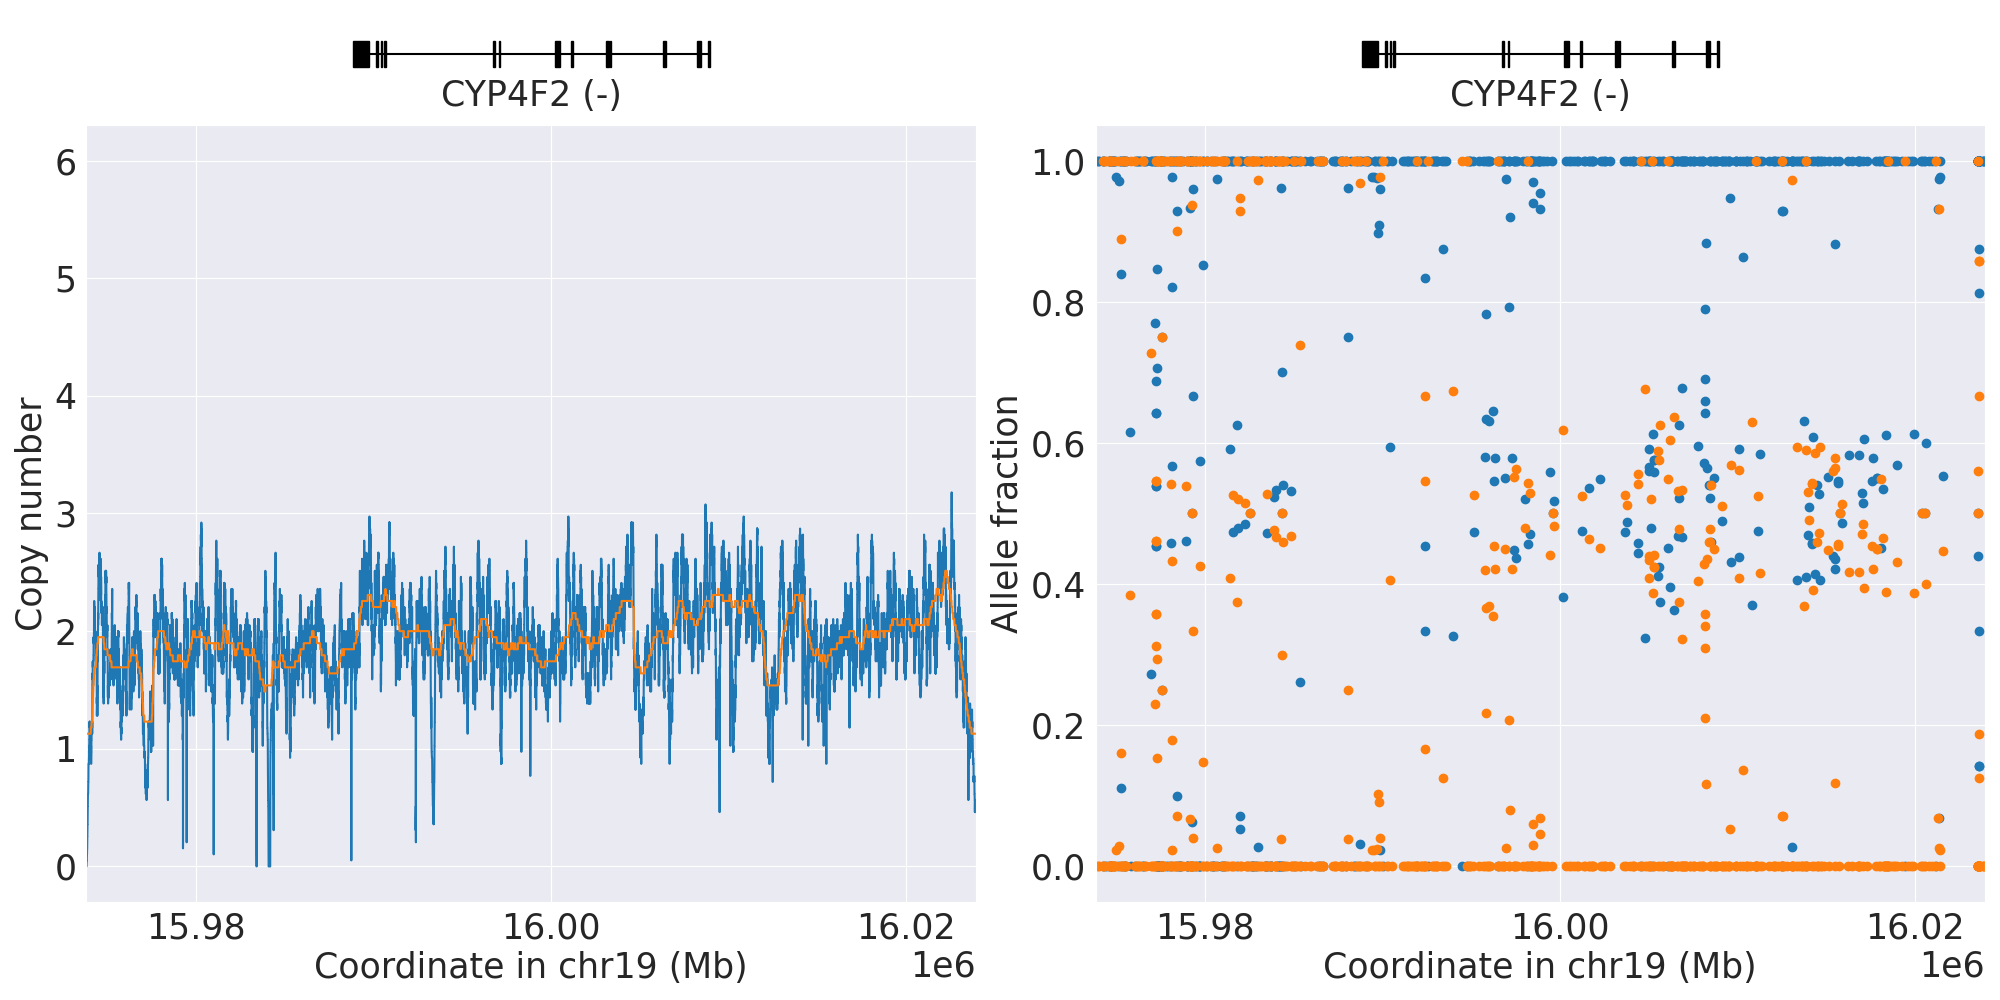 CYP4F2 (-)
Copy number
6
5
4
3
2
1
0
15.98
16.00
16.02
Coordinate in chr19 (Mb)
1e6
CYP4F2 (-)
Allele fraction
1.0
0.8
0.6
0.4
0.2
0.0
15.98
16.00
16.02
Coordinate in chr19 (Mb)
1e6